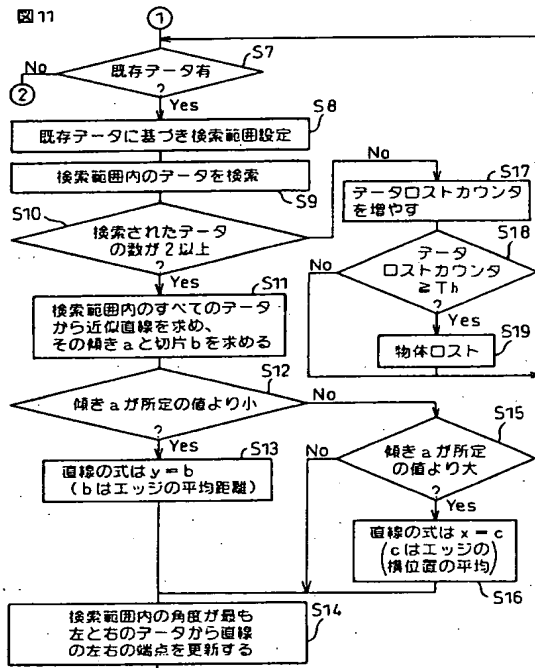 図11
①
S7
No
既存データ有
?
②
Yes
S8
既存データに基づき検索範囲設定
検索範囲内のデータを検索
S9
S10
検索されたデータ
の数が2以上
?
No
Yes
S17
データロストカウンタ
を増やす
S18
データ
ロストカウンタ
≧Th
?
No
Yes
S19
物体ロスト
S11
検索範囲内のすべてのデータ
から近似直線を求め、
その傾きaと切片bを求める
S12
傾きaが所定の値より小
?
No
Yes
S13
直線の式はy=b
(bはエッジの平均距離)
S15
傾きaが所定
の値より大
?
No
Yes
直線の式はx=c
(cはエッジの
横位置の平均)
S16
S14
検索範囲内の角度が最も
左と右のデータから直線
の左右の端点を更新する